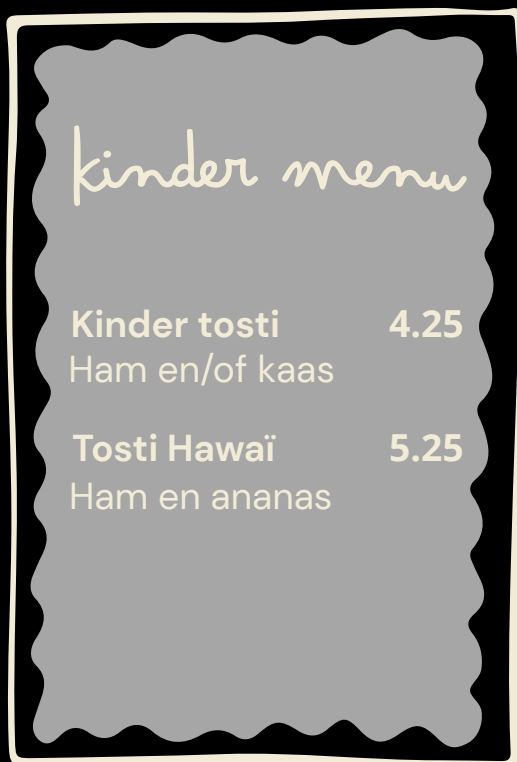 kinder menu
Kinder tosti 4.25
Ham en/of kaas
Tosti Hawaï 5.25
Ham en ananas